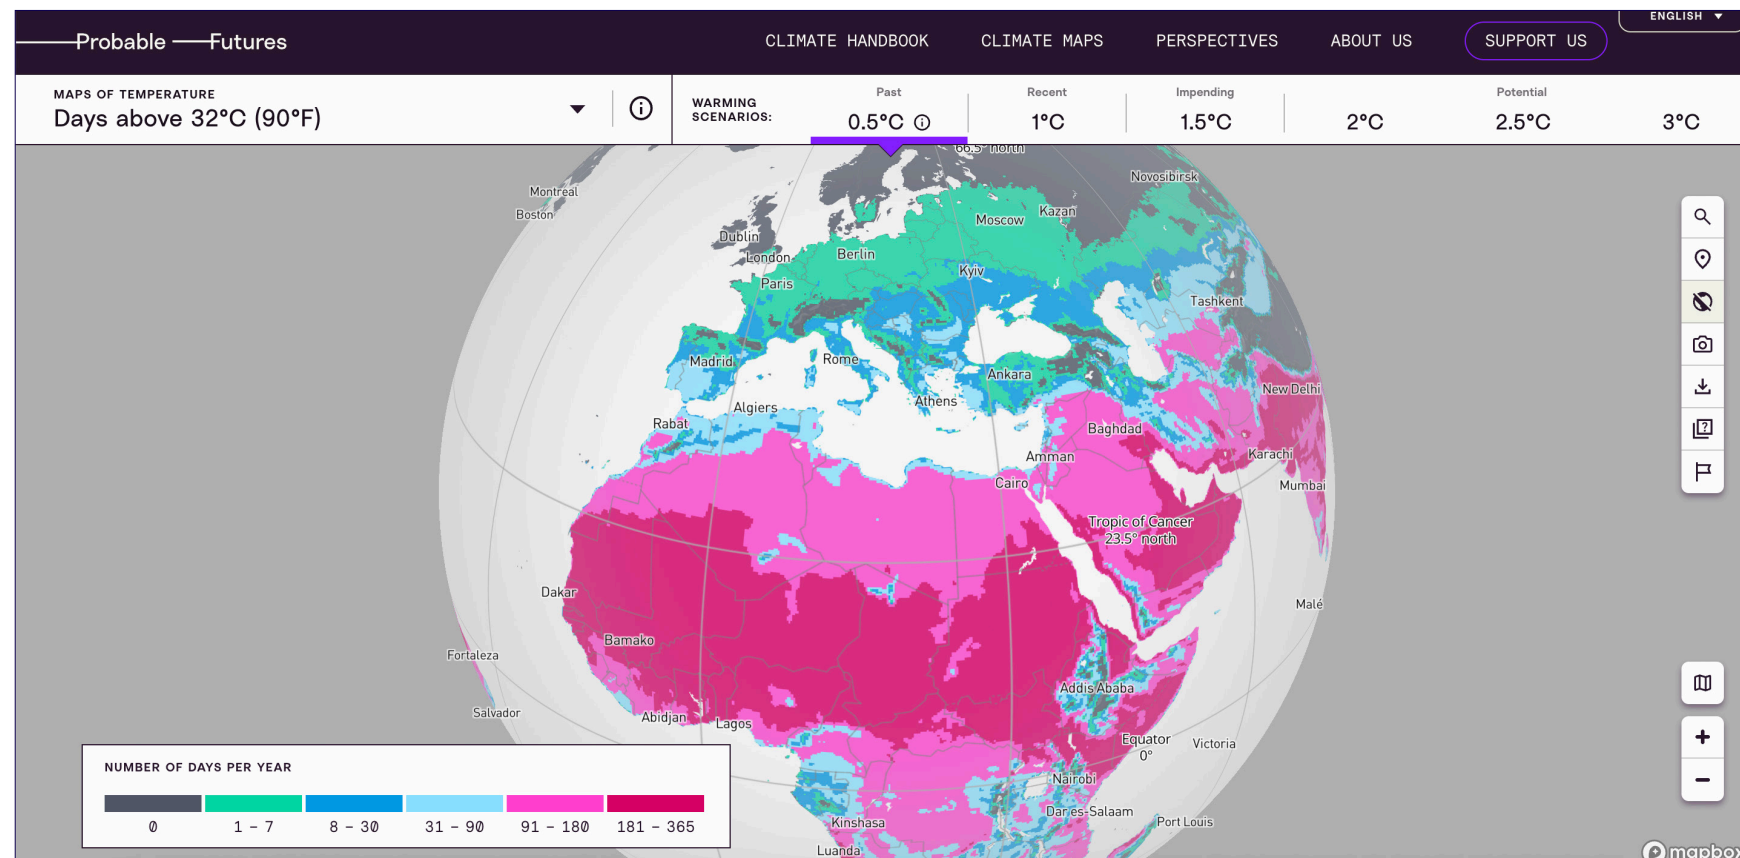 Probable Futures
CLIMATE HANDBOOK
CLIMATE MAPS
PERSPECTIVES
ABOUT US
SUPPORT US
ENGLISH
MAPS OF TEMPERATURE
Days above 32°C (90°F)
WARMING
SCENARIOS:
Past
0.5°C
Recent
1°C
Impending
1.5°C
Potential
2°C
2.5°C
3°C
66.5° north
Novosibirsk
Montreal
Boston
Kazan
Moscow
Dublin
London
Berlin
Kyiv
Paris
Tashkent
Madrid
Rome
Ankara
New Delhi
Athens
Algiers
Rabat
Baghdad
Amman
Karachi
Cairo
Mumbai
Tropic of Cancer
23.5° north
Dakar
Malé
Bamako
Fortaleza
Addis Ababa
Salvador
Abidjan
Lagos
Equator
0°
Victoria
Nairobi
Dar es-Salaam
Port Louis
Kinshasa
Luanda
NUMBER OF DAYS PER YEAR
0
1 – 7
8 – 30
31 – 90
91 – 180
181 – 365
mapbox